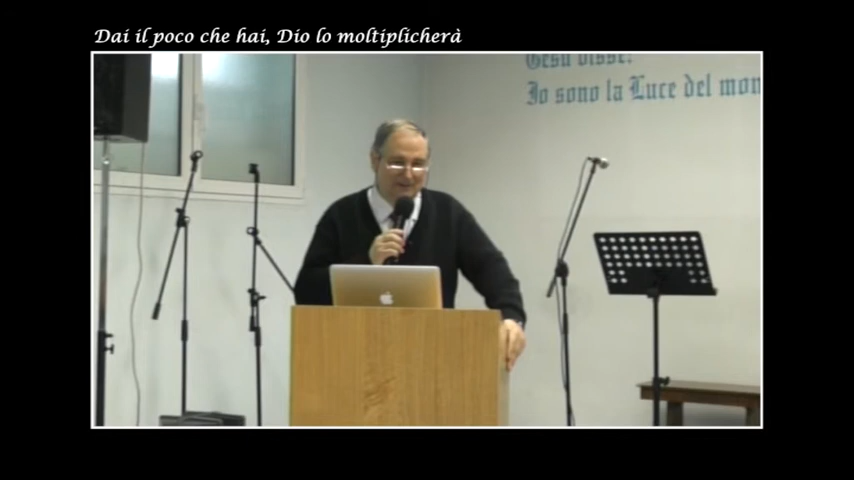 Dai il poco che hai, Dio lo moltiplicherà
Gesù disse:
Io sono la Luce del mon